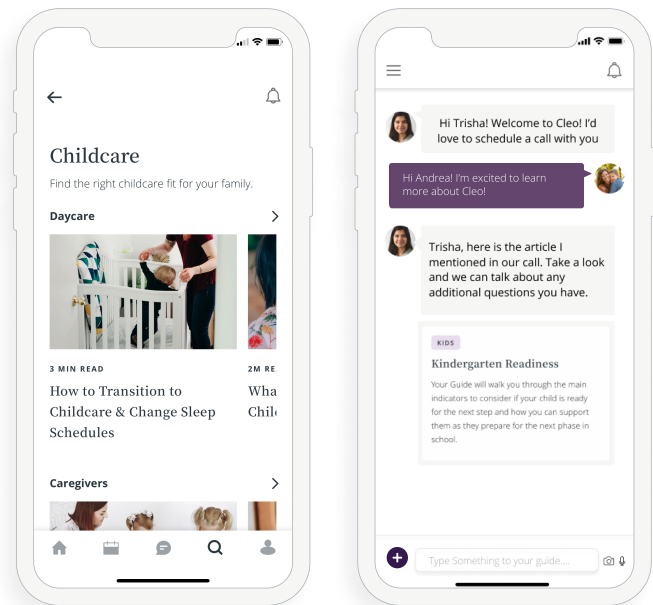 Childcare
Find the right childcare fit for your family.
Daycare
3 MIN READ
2M RE
How to Transition to
Childcare & Change Sleep
Schedules
Wha
Chil
Caregivers
Hi Trisha! Welcome to Cleo! I'd
love to schedule a call with you
Hi Andrea! I'm excited to learn
more about Cleo!
Trisha, here is the article I
mentioned in our call. Take a look
and we can talk about any
additional questions you have.
KIDS
Kindergarten Readiness
Your Guide will walk you through the main
indicators to consider if your child is ready
for the next step and how you can support
them as they prepare for the next phase in
school.
Type Something to your guide....